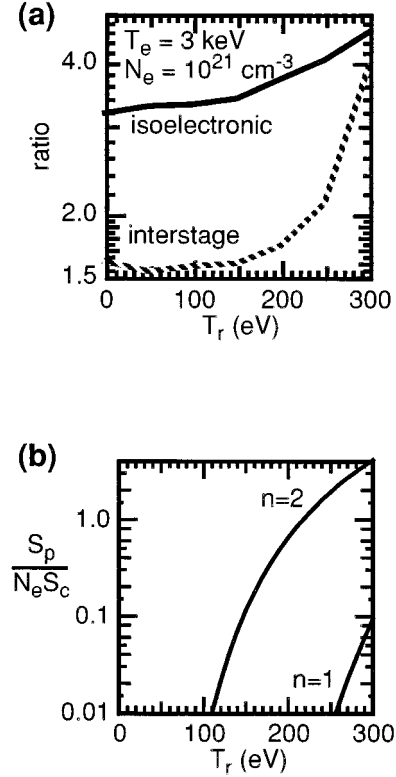 (a)
T_e = 3 keV
N_e = 10^21 cm^-3
4.0
isoelectronic
ratio
2.0
interstage
1.5
0 100 200 300
T_r (eV)
(b)
n=2
1.0
S_p
N_eS_c
0.1
n=1
0.01
0 100 200 300
T_r (eV)